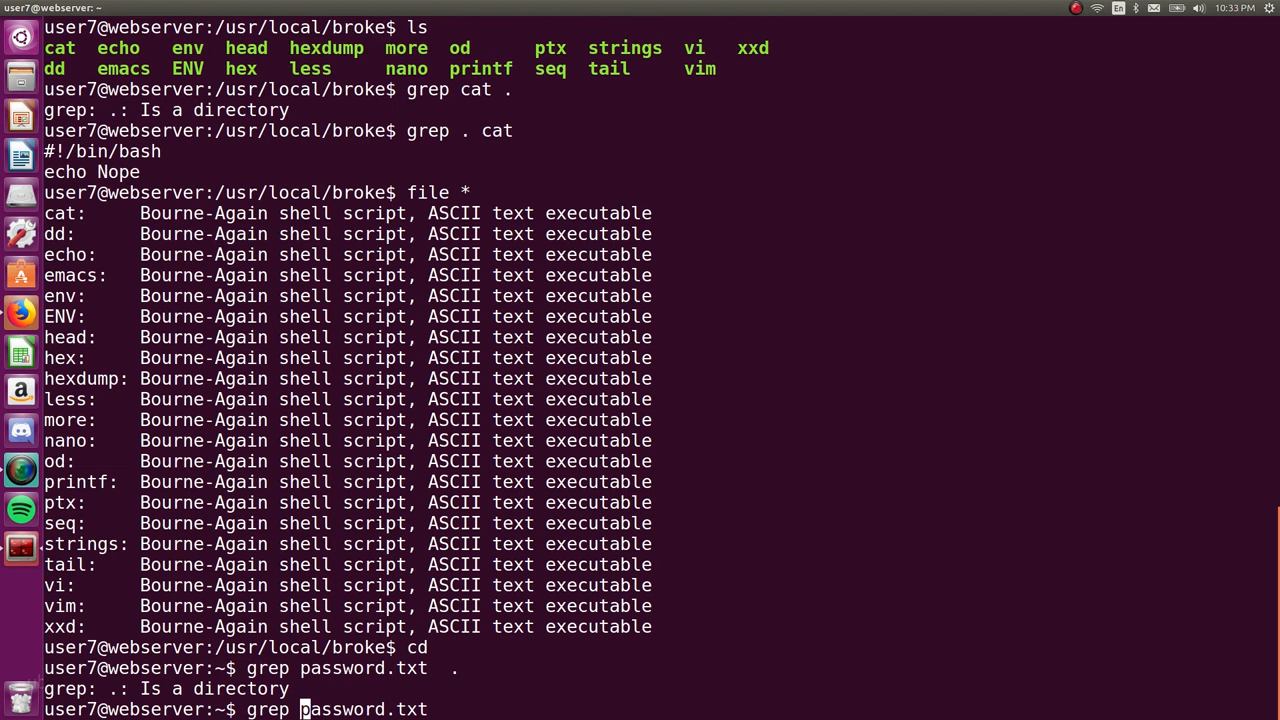 user7@webserver: ~
En
10:33 PM
user7@webserver:/usr/local/broke$ ls
cat echo env head hexdump more od ptx strings vi xxd
dd emacs ENV hex less nano printf seq tail vim
user7@webserver:/usr/local/broke$ grep cat .
grep: .: Is a directory
user7@webserver:/usr/local/broke$ grep . cat
#!/bin/bash
echo Nope
user7@webserver:/usr/local/broke$ file *
cat: Bourne-Again shell script, ASCII text executable
dd: Bourne-Again shell script, ASCII text executable
echo: Bourne-Again shell script, ASCII text executable
emacs: Bourne-Again shell script, ASCII text executable
env: Bourne-Again shell script, ASCII text executable
ENV: Bourne-Again shell script, ASCII text executable
head: Bourne-Again shell script, ASCII text executable
hex: Bourne-Again shell script, ASCII text executable
hexdump: Bourne-Again shell script, ASCII text executable
less: Bourne-Again shell script, ASCII text executable
more: Bourne-Again shell script, ASCII text executable
nano: Bourne-Again shell script, ASCII text executable
od: Bourne-Again shell script, ASCII text executable
printf: Bourne-Again shell script, ASCII text executable
ptx: Bourne-Again shell script, ASCII text executable
seq: Bourne-Again shell script, ASCII text executable
strings: Bourne-Again shell script, ASCII text executable
tail: Bourne-Again shell script, ASCII text executable
vi: Bourne-Again shell script, ASCII text executable
vim: Bourne-Again shell script, ASCII text executable
xxd: Bourne-Again shell script, ASCII text executable
user7@webserver:/usr/local/broke$ cd
user7@webserver:~$ grep password.txt  .
grep: .: Is a directory
user7@webserver:~$ grep password.txt